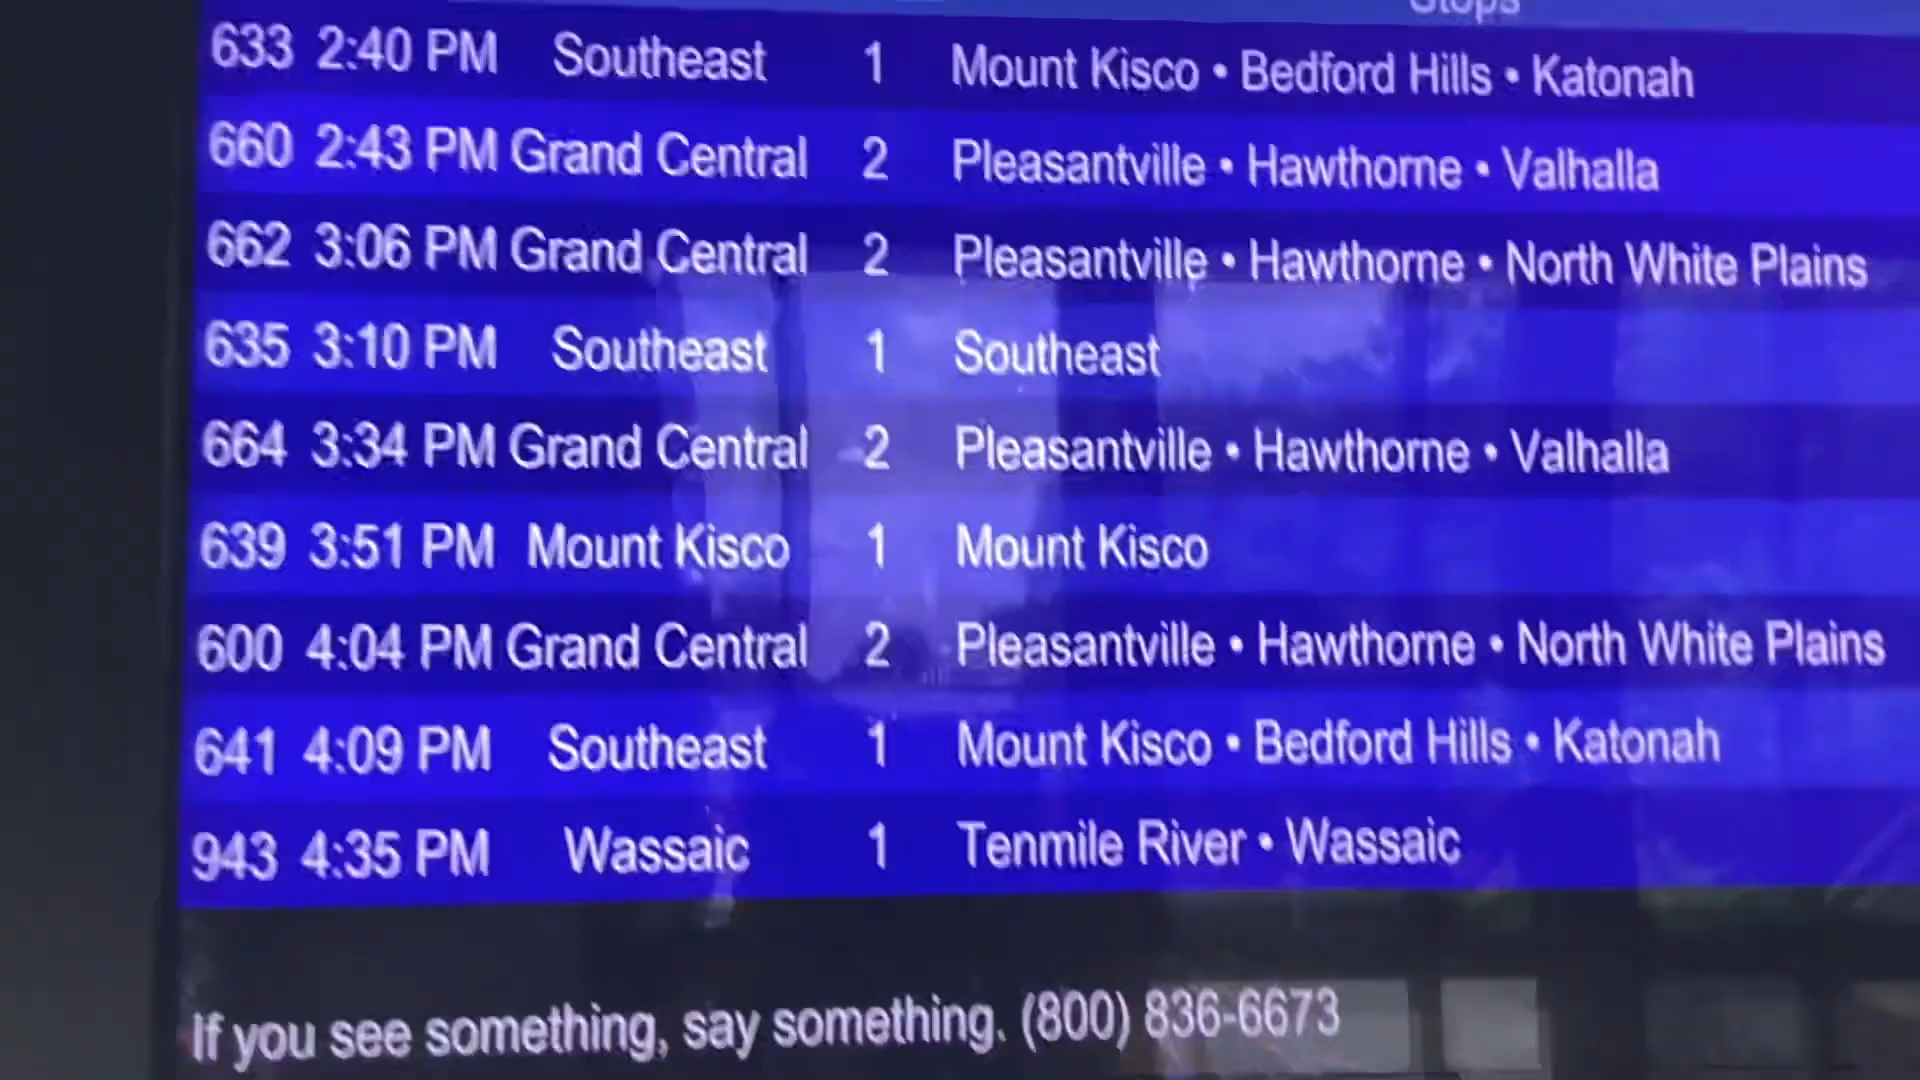 Stops
633 2:40 PM Southeast 1 Mount Kisco • Bedford Hills • Katonah
660 2:43 PM Grand Central 2 Pleasantville • Hawthorne • Valhalla
662 3:06 PM Grand Central 2 Pleasantville • Hawthorne • North White Plains
635 3:10 PM Southeast 1 Southeast
664 3:34 PM Grand Central 2 Pleasantville • Hawthorne • Valhalla
639 3:51 PM Mount Kisco 1 Mount Kisco
600 4:04 PM Grand Central 2 Pleasantville • Hawthorne • North White Plains
641 4:09 PM Southeast 1 Mount Kisco • Bedford Hills • Katonah
943 4:35 PM Wassaic 1 Tenmile River • Wassaic
If you see something, say something. (800) 836-6673